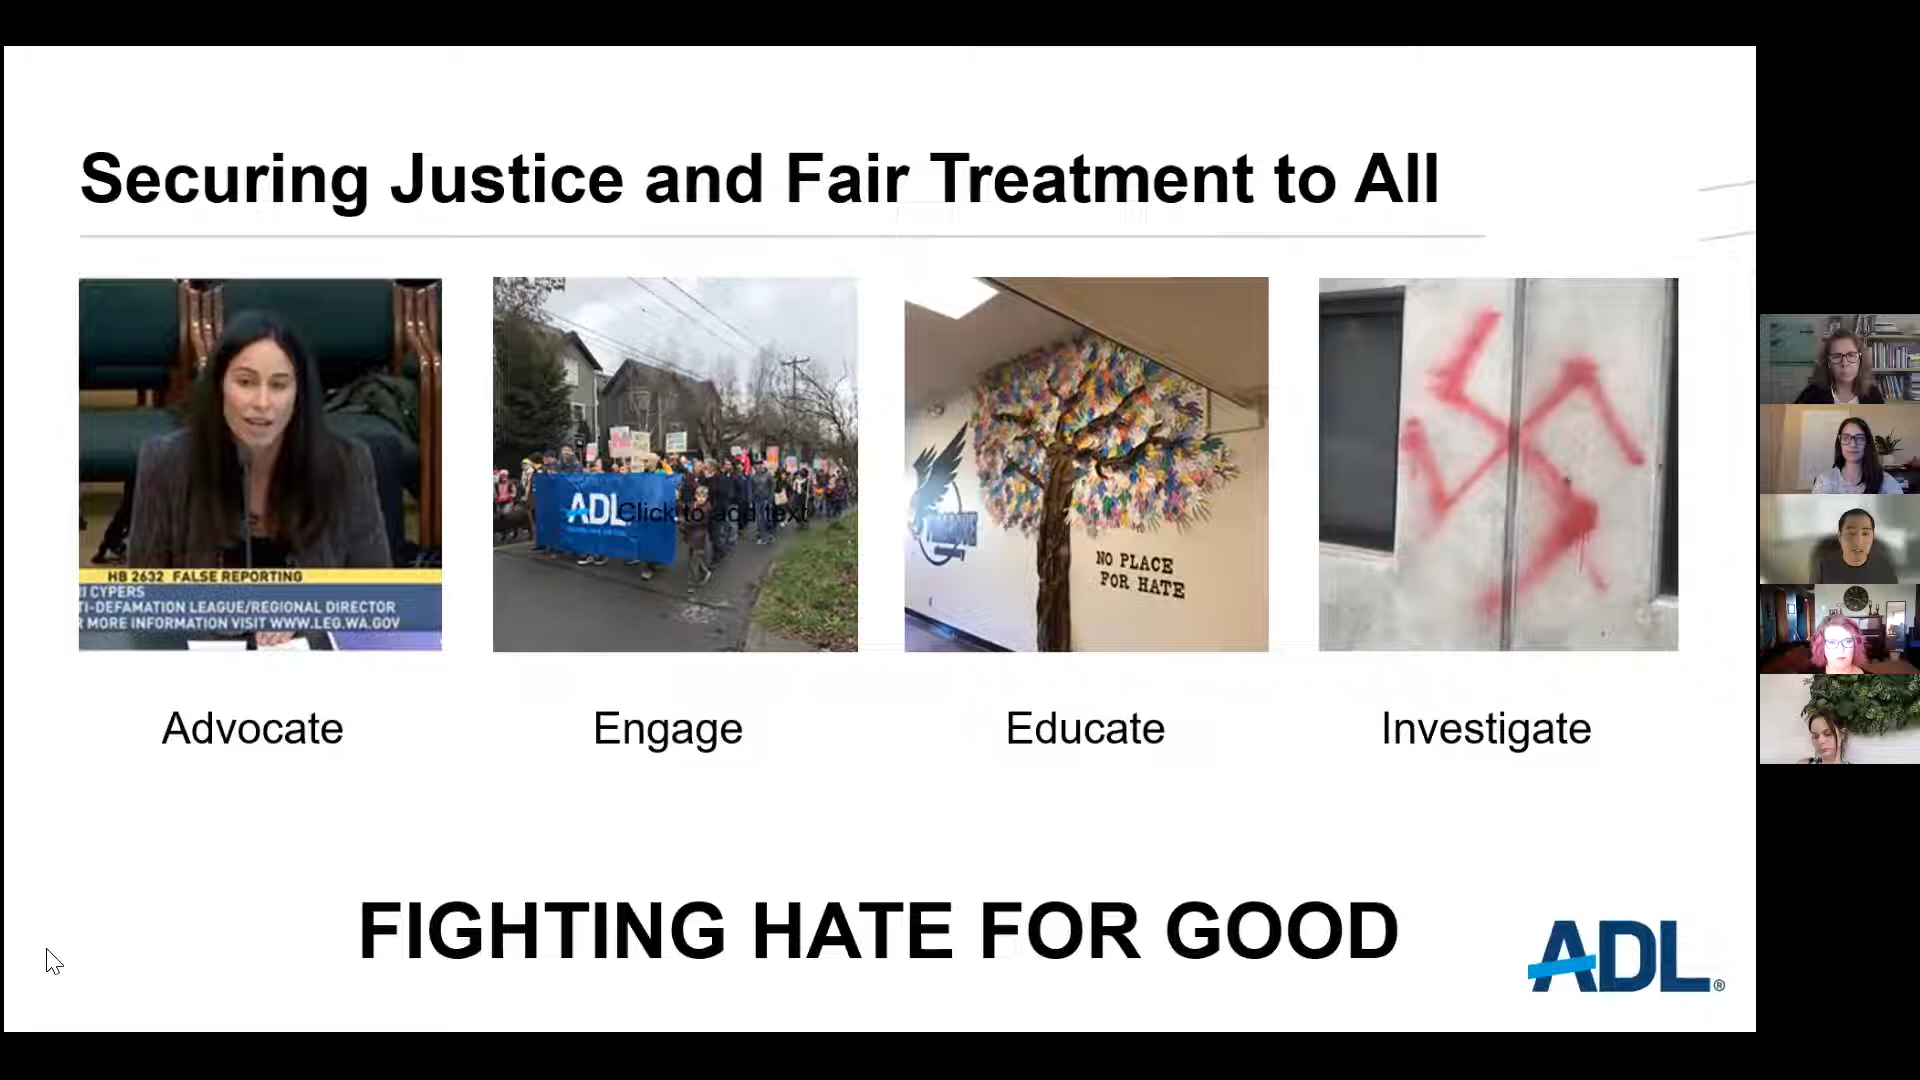 Securing Justice and Fair Treatment to All
HB 2632 FALSE REPORTING
I CYPERS
TI-DEFAMATION LEAGUE/REGIONAL DIRECTOR
R MORE INFORMATION VISIT WWW.LEG.WA.GOV
ADL
Click to add text
NO PLACE
FOR HATE
Advocate
Engage
Educate
Investigate
FIGHTING HATE FOR GOOD
ADL®